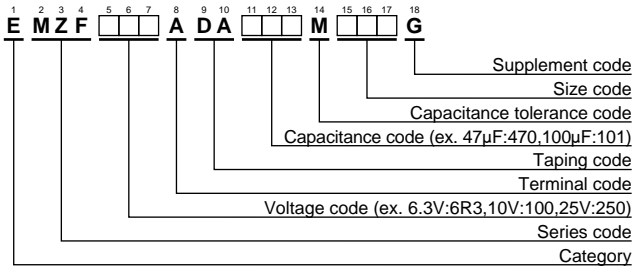 1 2 3 4 5 6 7 8 9 10 11 12 13 14 15 16 17 18
E M Z F A D A M G
Supplement code
Size code
Capacitance tolerance code
Capacitance code (ex. 47µF:470,100µF:101)
Taping code
Terminal code
Voltage code (ex. 6.3V:6R3,10V:100,25V:250)
Series code
Category